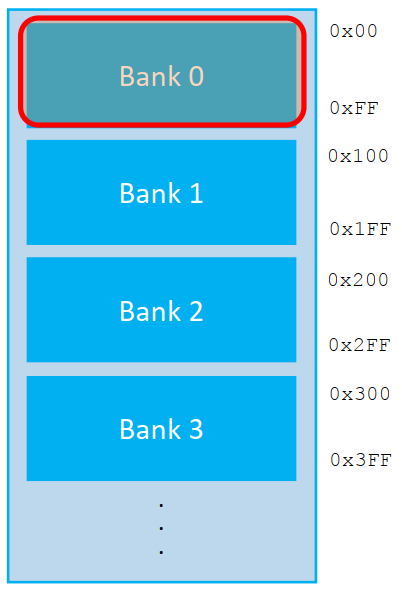 Bank 0
0x00
0xFF
Bank 1
0x100
0x1FF
Bank 2
0x200
0x2FF
Bank 3
0x300
0x3FF
.
.
.